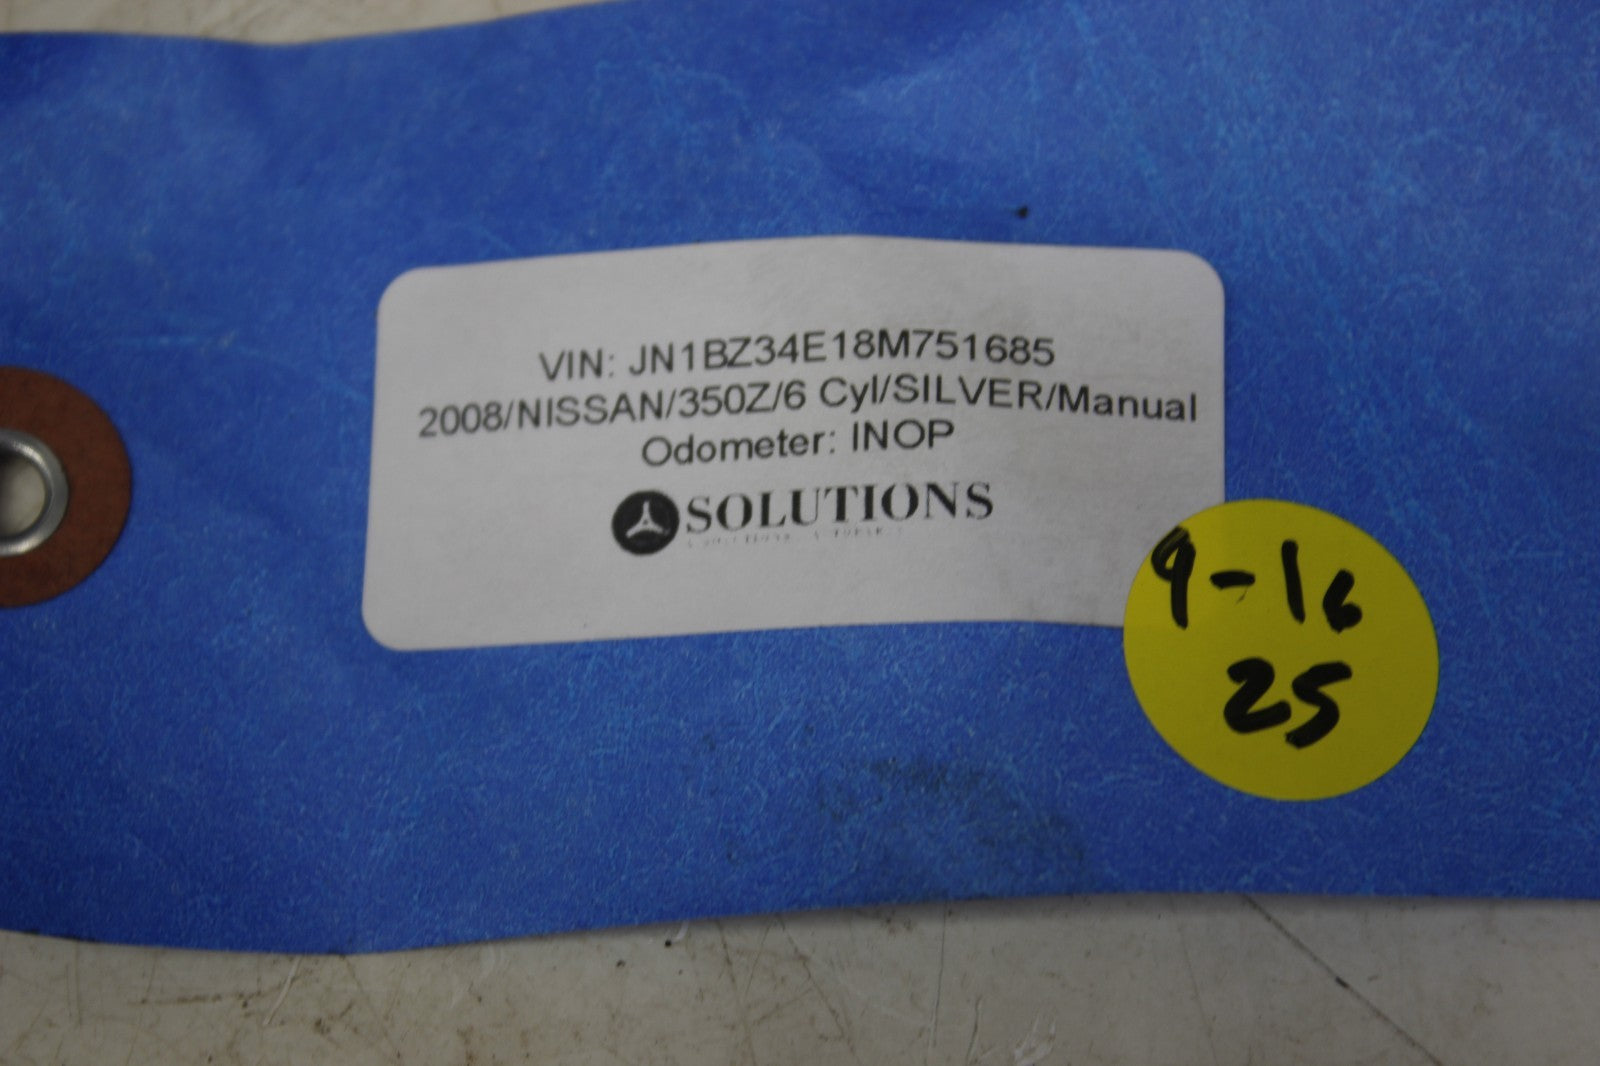 VIN: JN1BZ34E18M751685
2008/NISSAN/350Z/6 Cyl/SILVER/Manual
Odometer: INOP
SOLUTIONS
9-16
25